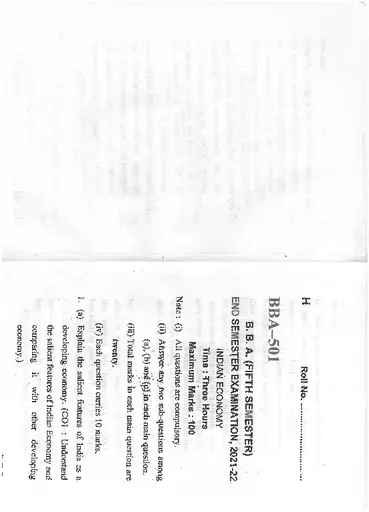 H
Roll No. ..............................
BBA–501
B. B. A. (FIFTH SEMESTER)
END SEMESTER EXAMINATION, 2021-22
INDIAN ECONOMY
Time : Three Hours
Maximum Marks : 100
Note : (i) All questions are compulsory.
(ii) Answer any two sub-questions among
(a), (b) and (c) in each main question.
(iii) Total marks in each main question are
twenty.
(iv) Each question carries 10 marks.
1. (a) Explain the salient features of India as a
developing economy. (CO1 : Understand
the salient features of Indian Economy and
comparing it with other developing
economy.)